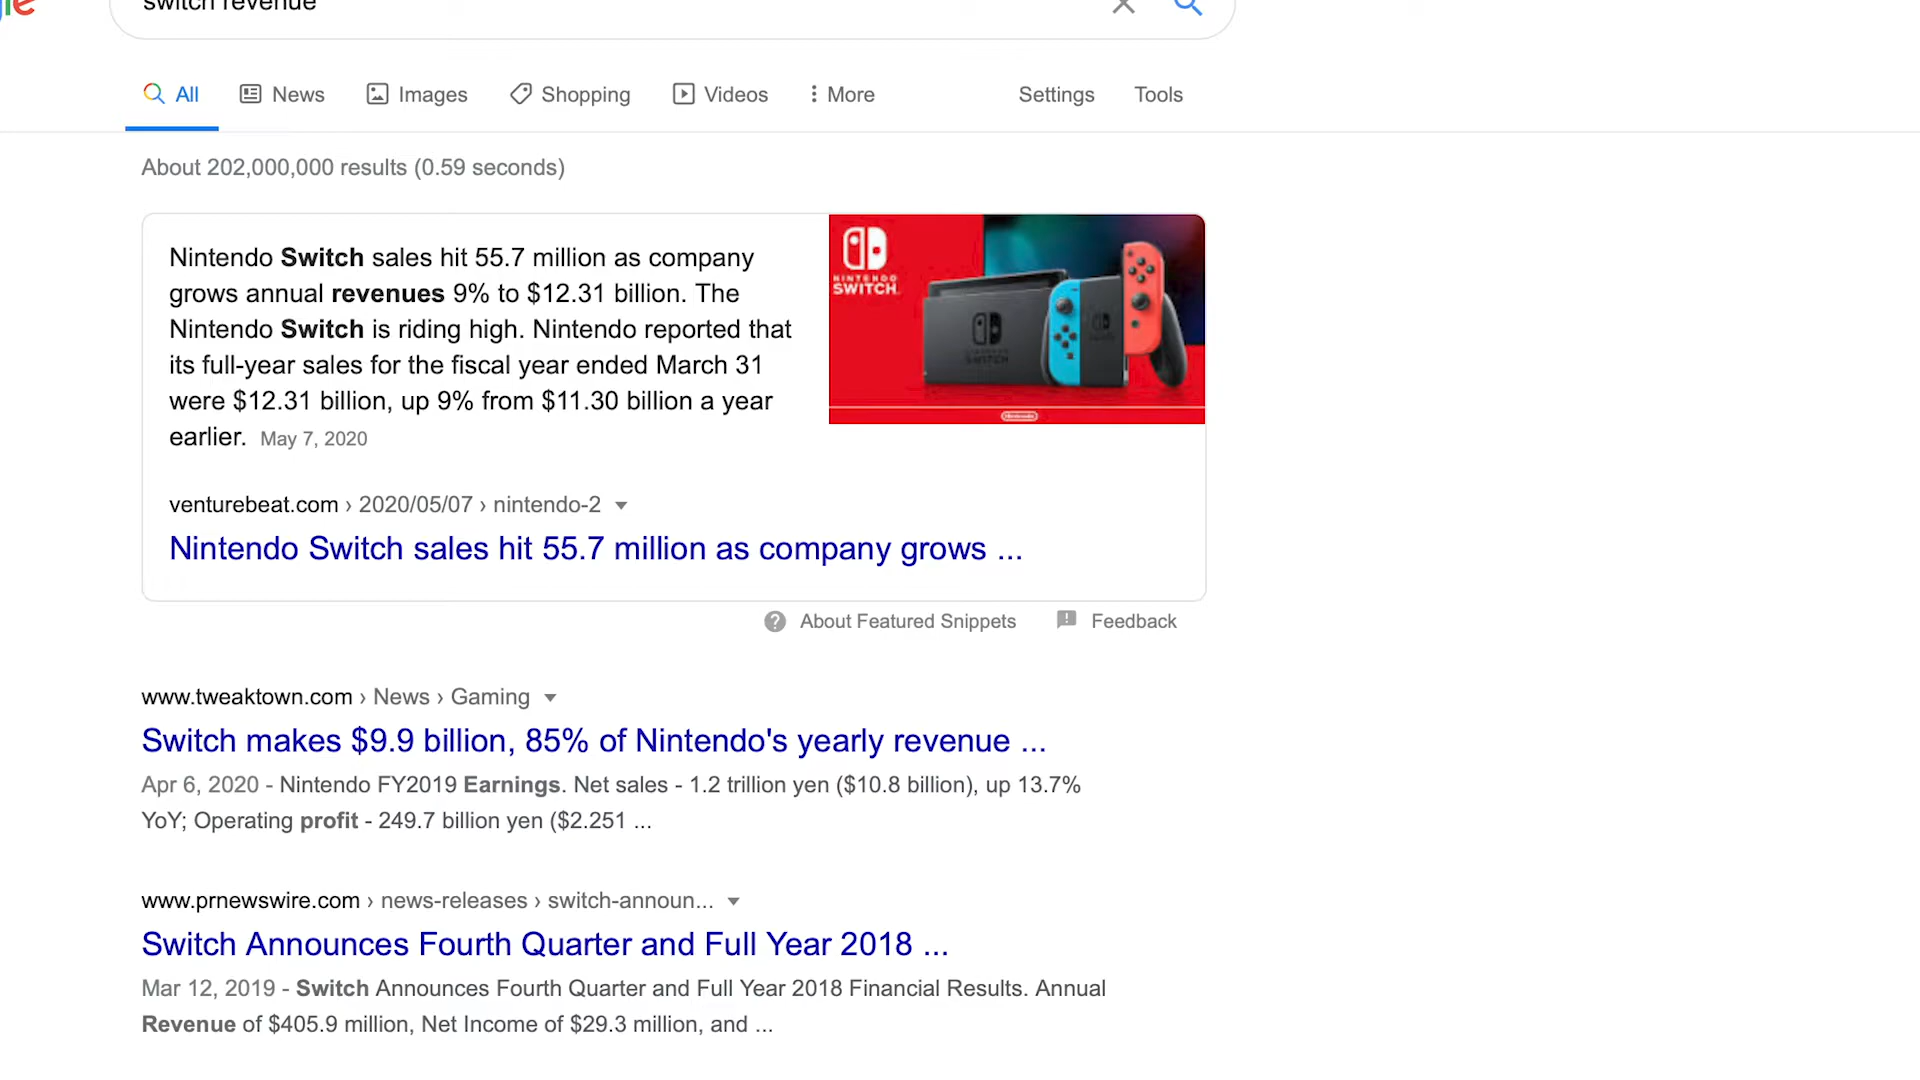 switch revenue
All News Images Shopping Videos More Settings Tools
About 202,000,000 results (0.59 seconds)
Nintendo Switch sales hit 55.7 million as company
grows annual revenues 9% to $12.31 billion. The
Nintendo Switch is riding high. Nintendo reported that
its full-year sales for the fiscal year ended March 31
were $12.31 billion, up 9% from $11.30 billion a year
earlier. May 7, 2020
NINTENDO
SWITCH
Nintendo
venturebeat.com › 2020/05/07 › nintendo-2
Nintendo Switch sales hit 55.7 million as company grows ...
About Featured Snippets Feedback
www.tweaktown.com › News › Gaming
Switch makes $9.9 billion, 85% of Nintendo's yearly revenue ...
Apr 6, 2020 - Nintendo FY2019 Earnings. Net sales - 1.2 trillion yen ($10.8 billion), up 13.7%
YoY; Operating profit - 249.7 billion yen ($2.251 ...
www.prnewswire.com › news-releases › switch-announ...
Switch Announces Fourth Quarter and Full Year 2018 ...
Mar 12, 2019 - Switch Announces Fourth Quarter and Full Year 2018 Financial Results. Annual
Revenue of $405.9 million, Net Income of $29.3 million, and ...